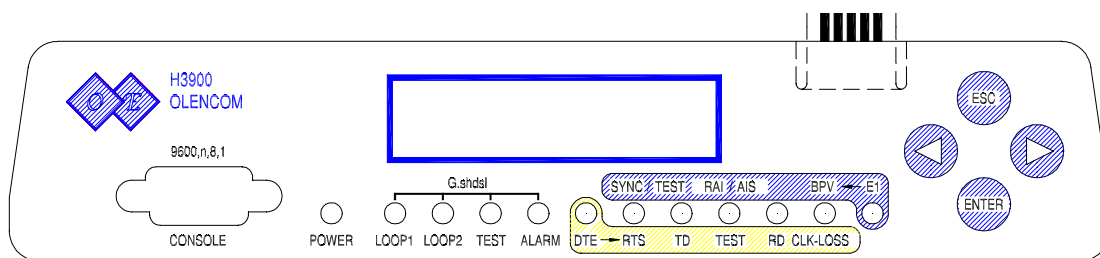 OE
H3900
OLENCOM
9600,n,8,1
CONSOLE
G.shdsl
POWER LOOP1 LOOP2 TEST ALARM
SYNC TEST RAI / AIS BPV ← E1
DTE → RTS TD TEST RD CLK-LOSS
ESC
ENTER